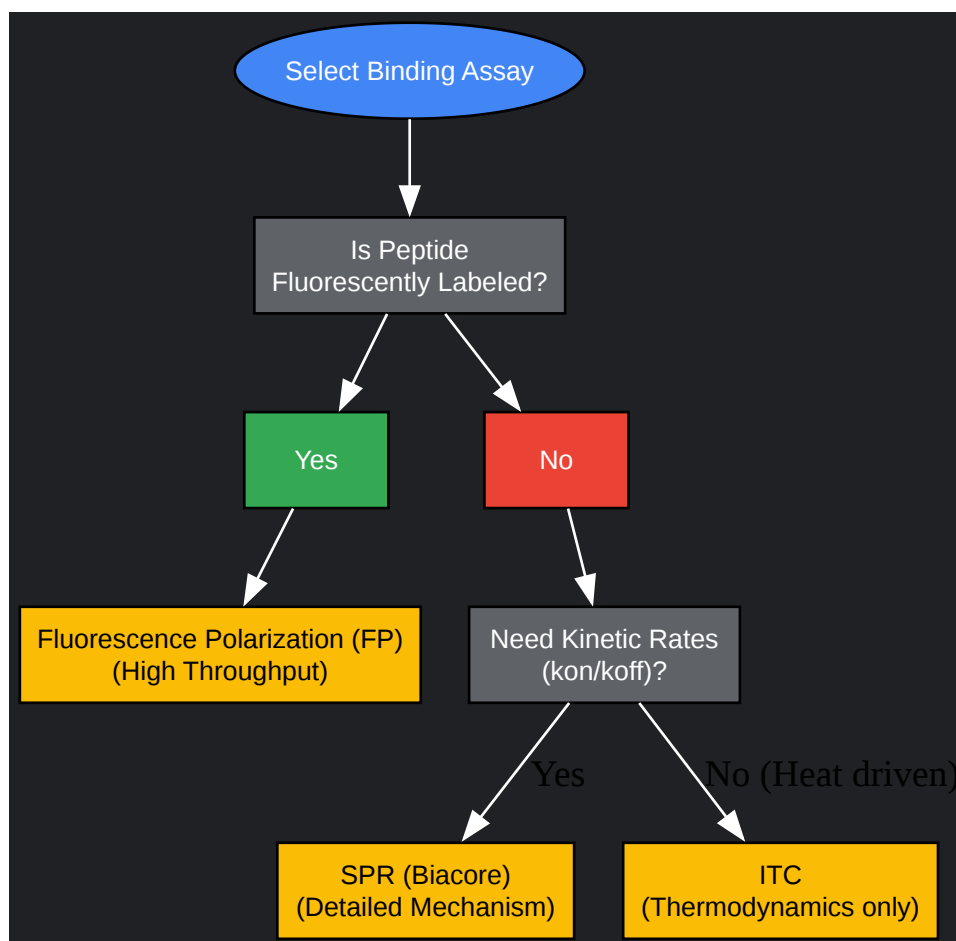 Select Binding Assay
Is Peptide
Fluorescently Labeled?
Yes
No
Fluorescence Polarization (FP)
(High Throughput)
Need Kinetic Rates
(kon/koff)?
Yes
No (Heat driven)
SPR (Biacore)
(Detailed Mechanism)
ITC
(Thermodynamics only)